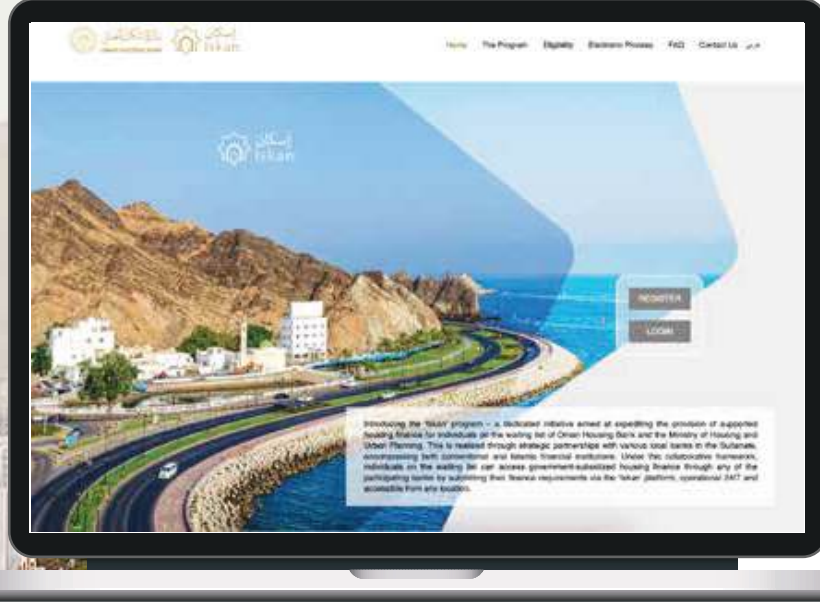 إسكان
Iskan
Home The Program Eligibility Electronic Process FAQ Contact Us عربي
إسكان
Iskan
REGISTER
LOGIN
Introducing the 'Iskan' program – a dedicated initiative aimed at expediting the provision of supported
housing finance for individuals on the waiting list of Oman Housing Bank and the Ministry of Housing and
Urban Planning. This is realized through strategic partnerships with various local banks in the Sultanate,
encompassing both conventional and Islamic financial institutions. Under this collaborative framework,
individuals on the waiting list can access government-subsidized housing finance through any of the
participating banks by submitting their finance requirements via the 'Iskan' platform, operational 24/7 and
accessible from any location.